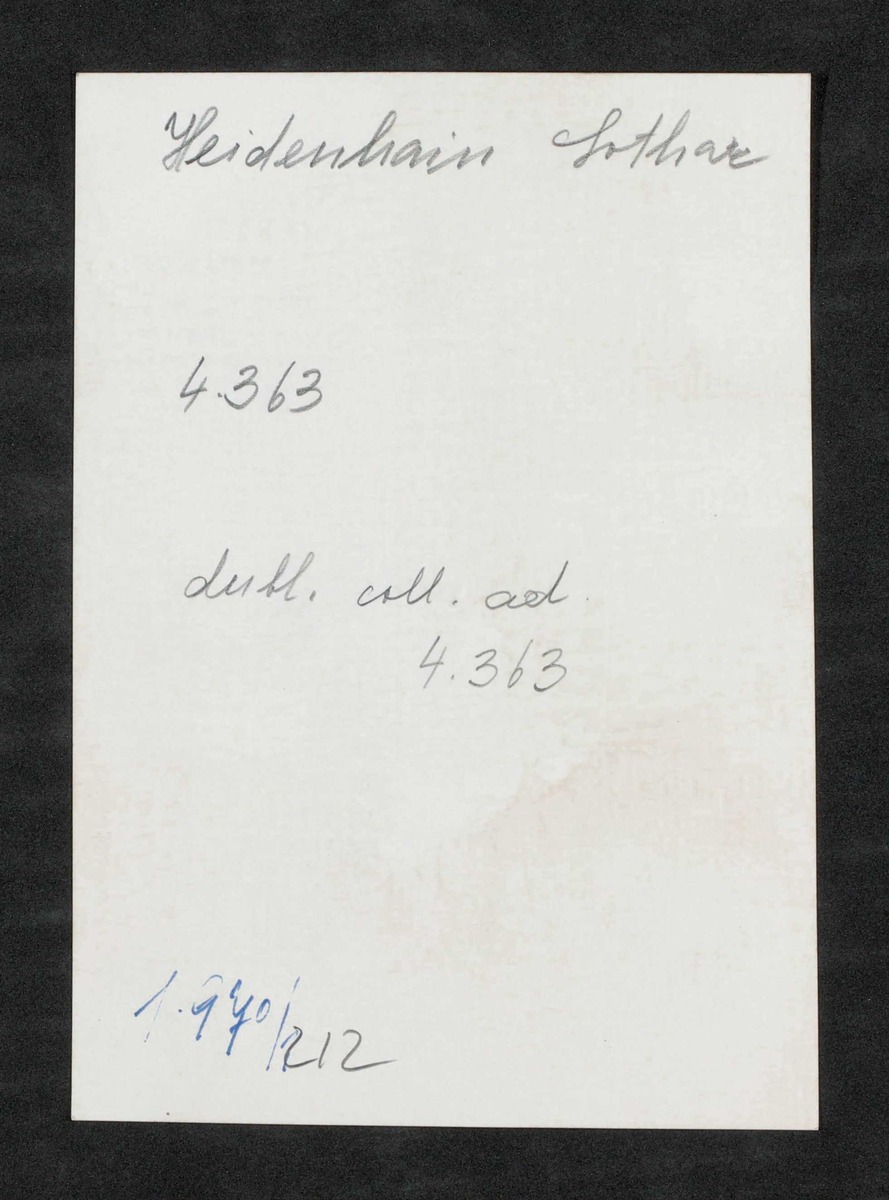 Heidenhain Lothar
4.363
dubl. coll. ad.
4.363
1.970/212